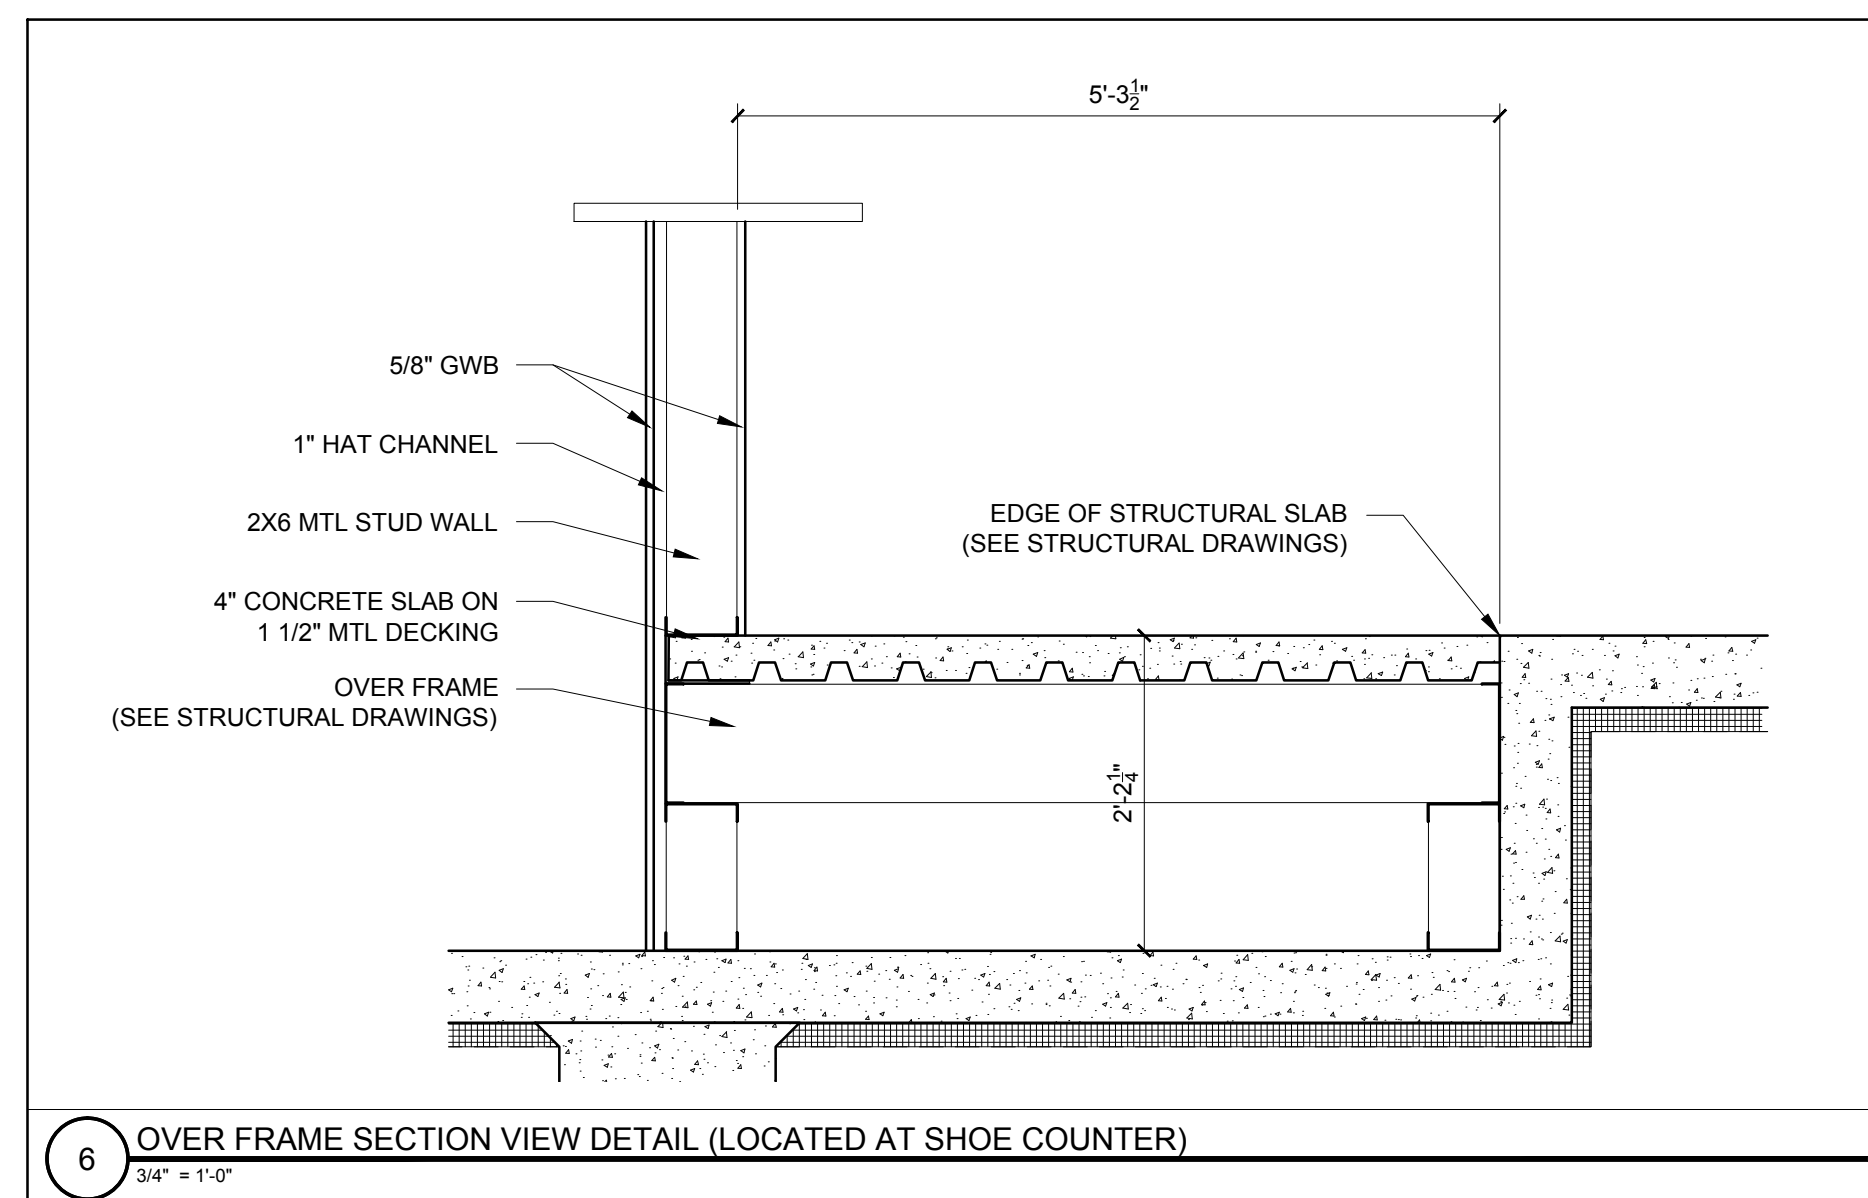 5'-3½"
5/8" GWB
1" HAT CHANNEL
2X6 MTL STUD WALL
EDGE OF STRUCTURAL SLAB
(SEE STRUCTURAL DRAWINGS)
4" CONCRETE SLAB ON
1 1/2" MTL DECKING
OVER FRAME
(SEE STRUCTURAL DRAWINGS)
2'-2¼"
6
OVER FRAME SECTION VIEW DETAIL (LOCATED AT SHOE COUNTER)
3/4" = 1'-0"